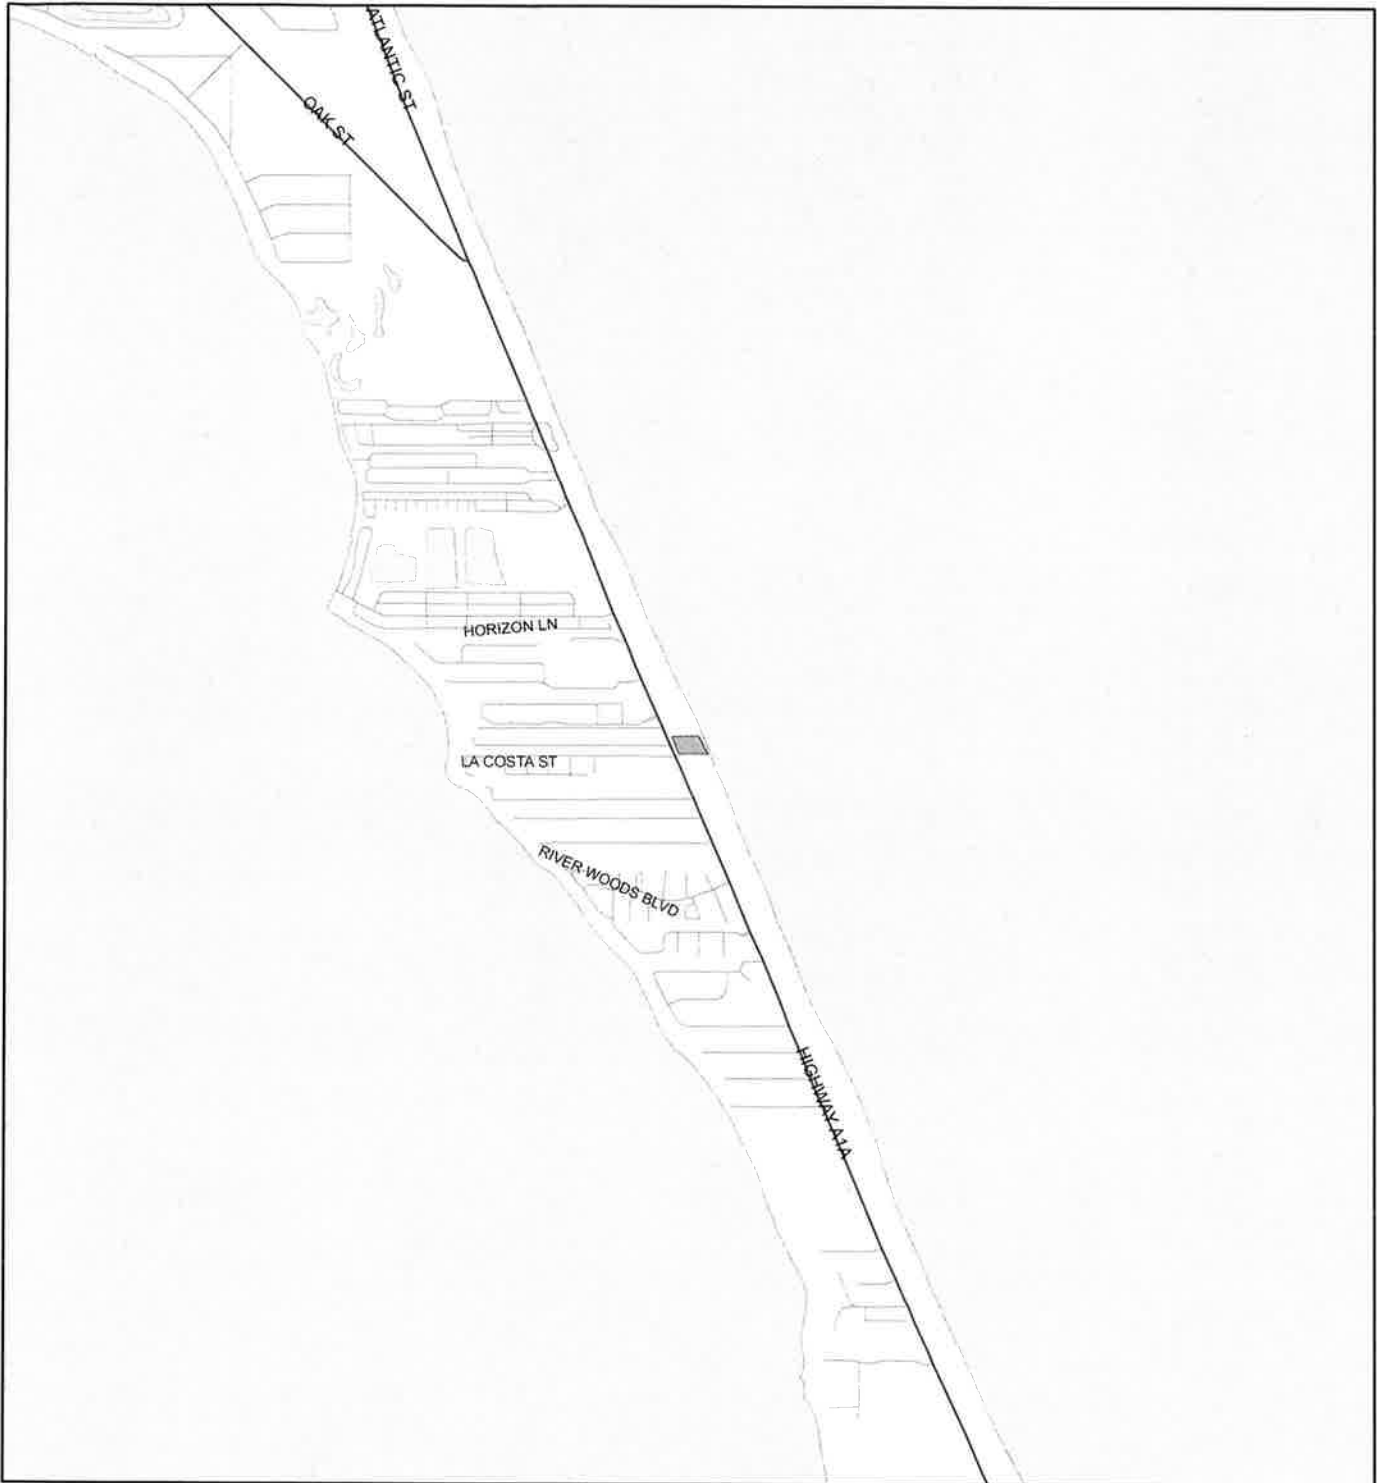 ATLANTIC ST
OAK ST
HORIZON LN
LA COSTA ST
RIVER WOODS BLVD
HIGHWAY A1A